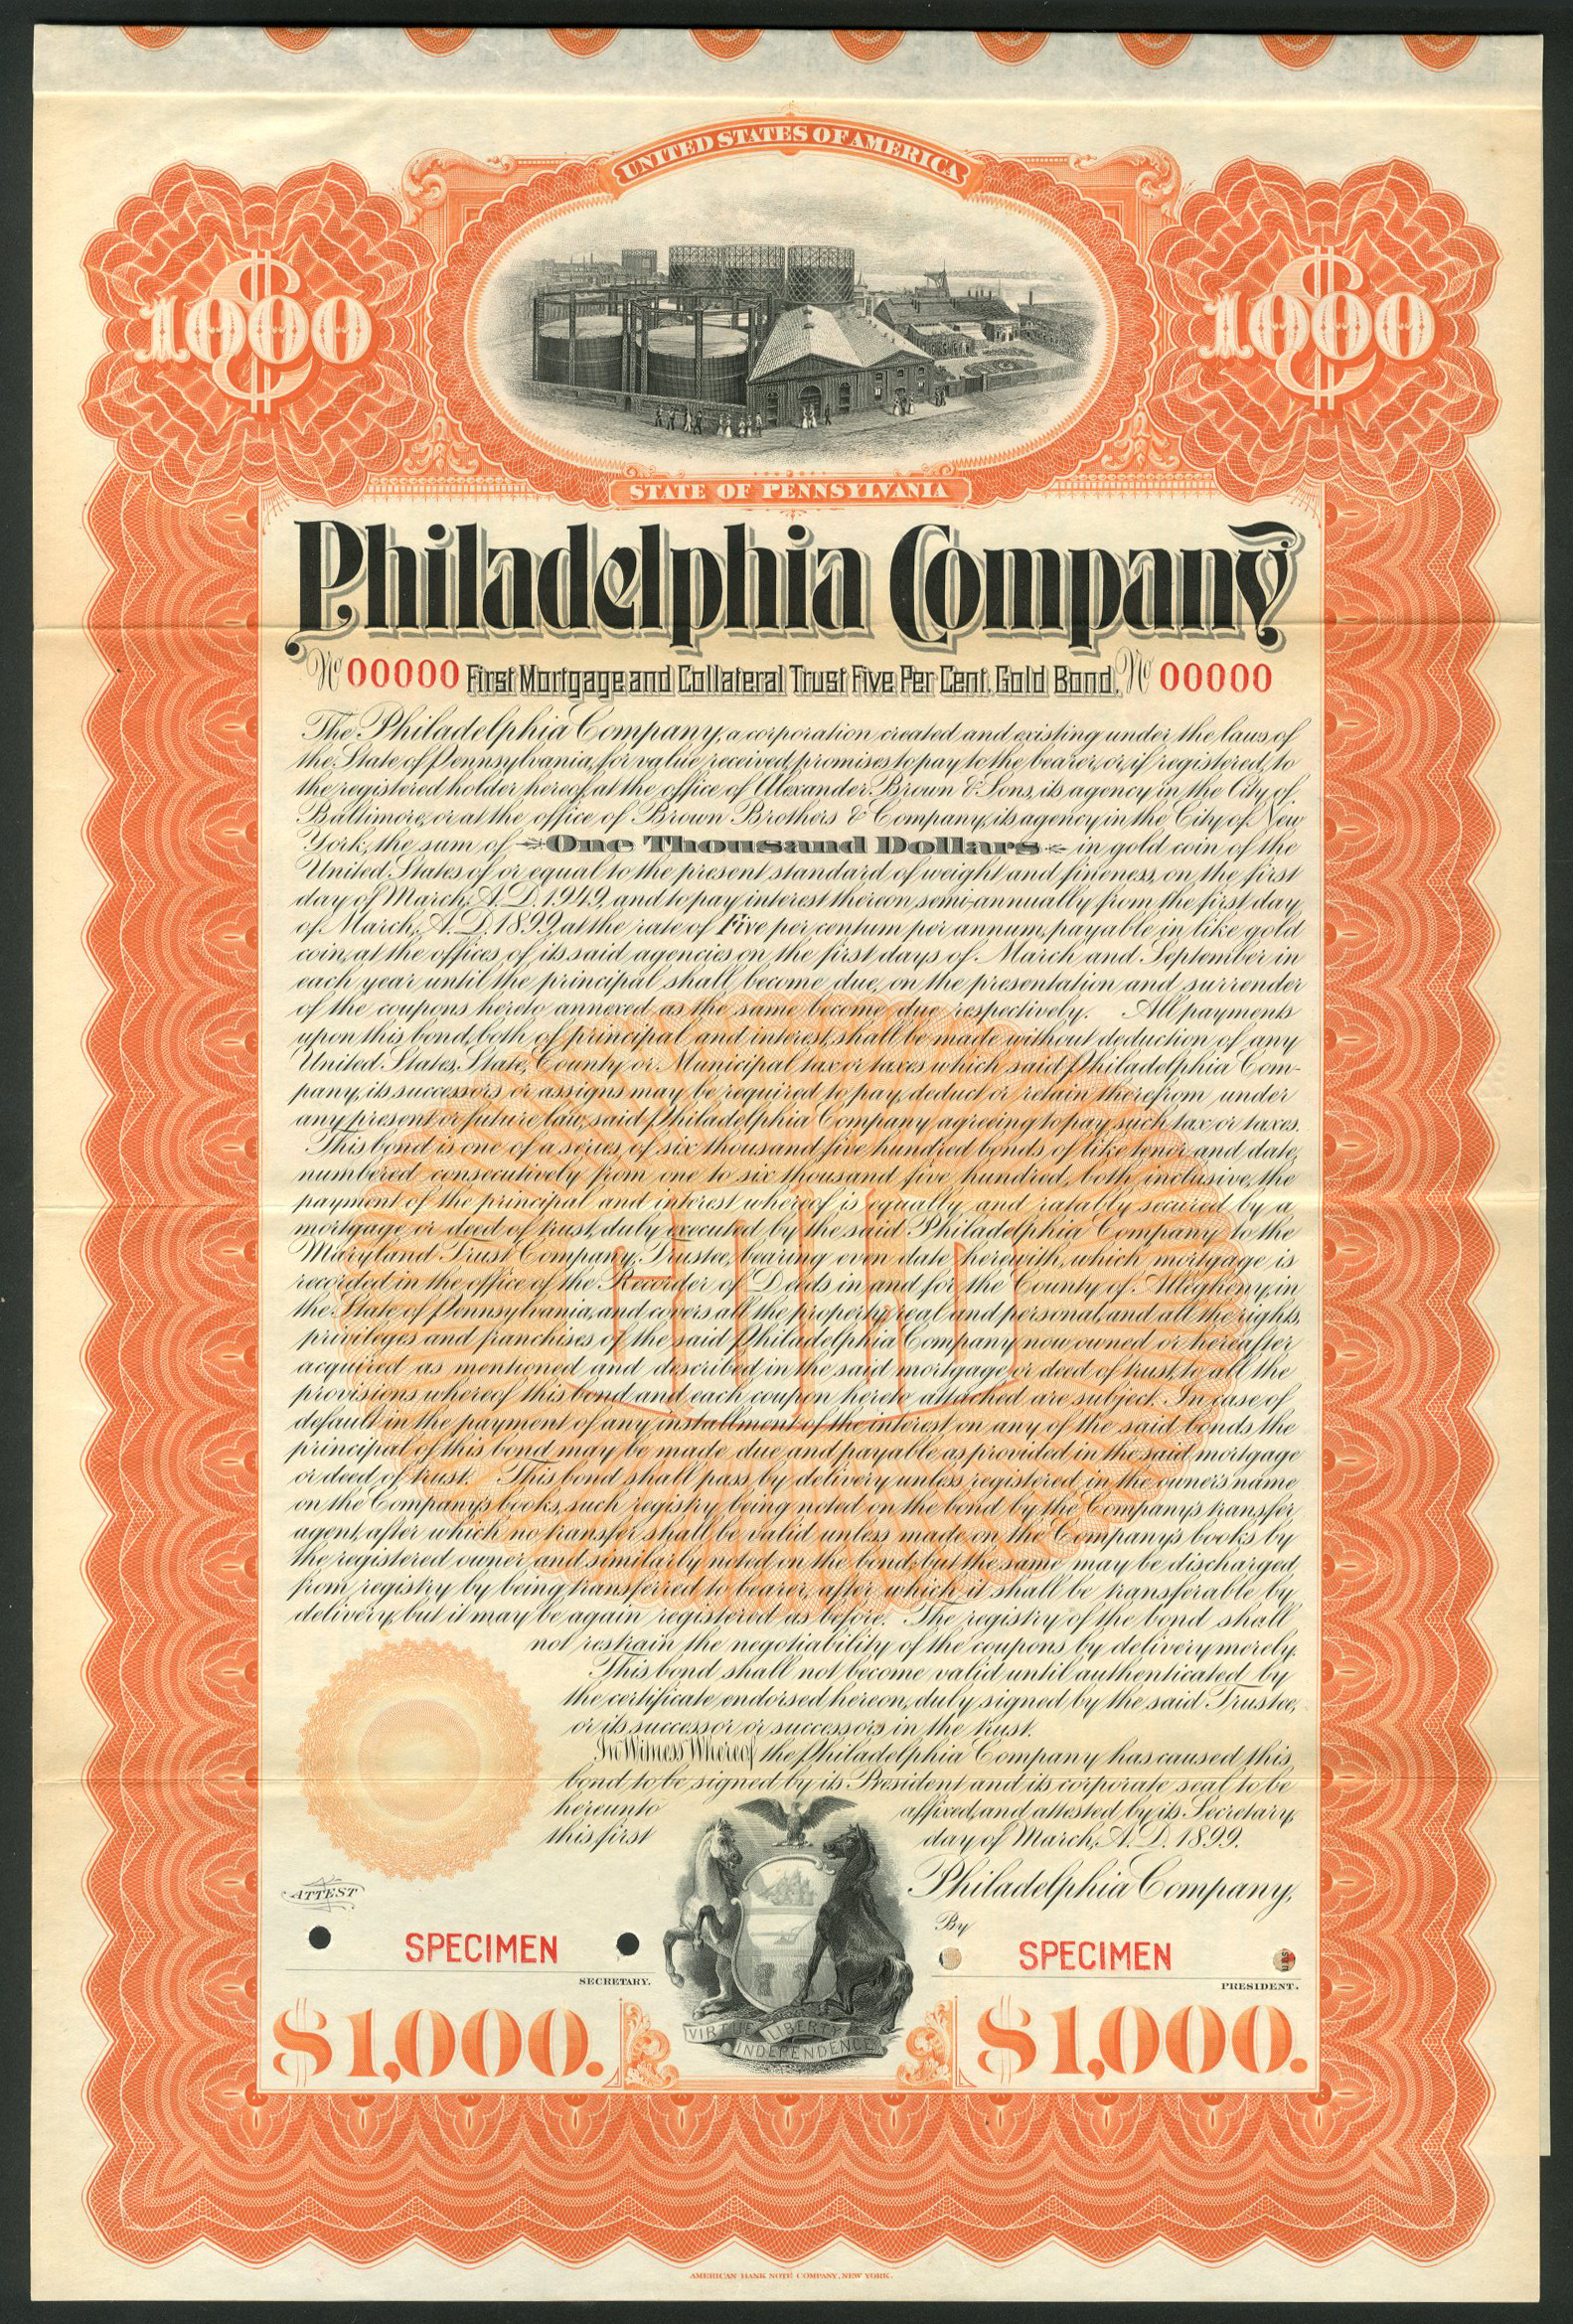 UNITED STATES OF AMERICA
$1000
$1000
STATE OF PENNSYLVANIA
Philadelphia Company
No 00000 First Mortgage and Collateral Trust Five Per Cent. Gold Bond. No 00000
The Philadelphia Company, a corporation created and existing under the laws of
the State of Pennsylvania, for value received, promises to pay to the bearer, or, if registered, to
the registered holder hereof, at the office of Alexander Brown & Sons, its agency in the City of
Baltimore, or at the office of Brown Brothers & Company, its agency in the City of New
York, the sum of One Thousand Dollars in gold coin of the
United States of or equal to the present standard of weight and fineness, on the first
day of March, A.D. 1949, and to pay interest thereon semi-annually from the first day
of March, A.D. 1899, at the rate of Five per centum per annum, payable in like gold
coin, at the offices of its said agencies on the first days of March and September in
each year until the principal shall become due, on the presentation and surrender
of the coupons hereto annexed as the same become due respectively. All payments
upon this bond, both of principal and interest, shall be made without deduction of any
United States, State, County or Municipal tax or taxes which said Philadelphia Com-
pany, its successors or assigns may be required to pay, deduct or retain therefrom under
any present or future law, said Philadelphia Company agreeing to pay such tax or taxes.
This bond is one of a series of six thousand five hundred bonds of like tenor and date,
numbered consecutively from one to six thousand five hundred, both inclusive, the
payment of the principal and interest whereof is equally and ratably secured by a
mortgage or deed of trust, duly executed by the said Philadelphia Company to the
Maryland Trust Company, Trustee, bearing even date herewith, which mortgage is
recorded in the office of the Recorder of Deeds in and for the County of Allegheny, in
the State of Pennsylvania, and covers all the property, real and personal, and all the rights,
privileges and franchises of the said Philadelphia Company now owned or hereafter
acquired as mentioned and described in the said mortgage or deed of trust, to all the
provisions whereof this bond and each coupon hereto attached are subject. In case of
default in the payment of any installment of the interest on any of the said bonds the
principal of this bond may be made due and payable as provided in the said mortgage
or deed of trust. This bond shall pass by delivery unless registered in the owner's name
on the Company's books, such registry being noted on the bond by the Company's transfer
agent, after which no transfer shall be valid unless made on the Company's books by
the registered owner and similarly noted on the bond; but the same may be discharged
from registry by being transferred to bearer, after which it shall be transferable by
delivery, but it may be again registered as before. The registry of the bond shall
not restrain the negotiability of the coupons by delivery merely.
This bond shall not become valid until authenticated by
the certificate endorsed hereon, duly signed by the said Trustee,
or its successor or successors in the trust.
In Witness Whereof the Philadelphia Company has caused this
bond to be signed by its President and its corporate seal to be
hereunto affixed, and attested by its Secretary,
this first day of March, A.D. 1899.
Philadelphia Company,
ATTEST
By
SPECIMEN
SPECIMEN
SECRETARY.
PRESIDENT.
$1,000.
$1,000.
VIRTUE LIBERTY
INDEPENDENCE
AMERICAN BANK NOTE COMPANY, NEW YORK.